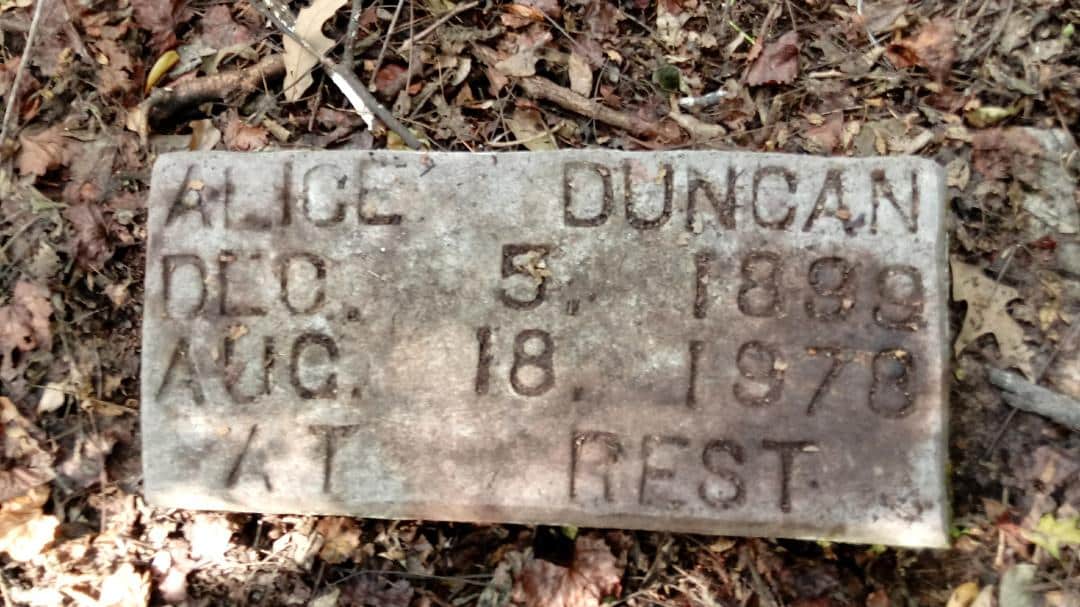 ALICE DUNCAN
DEC. 5, 1899
AUG. 18, 1978
AT REST